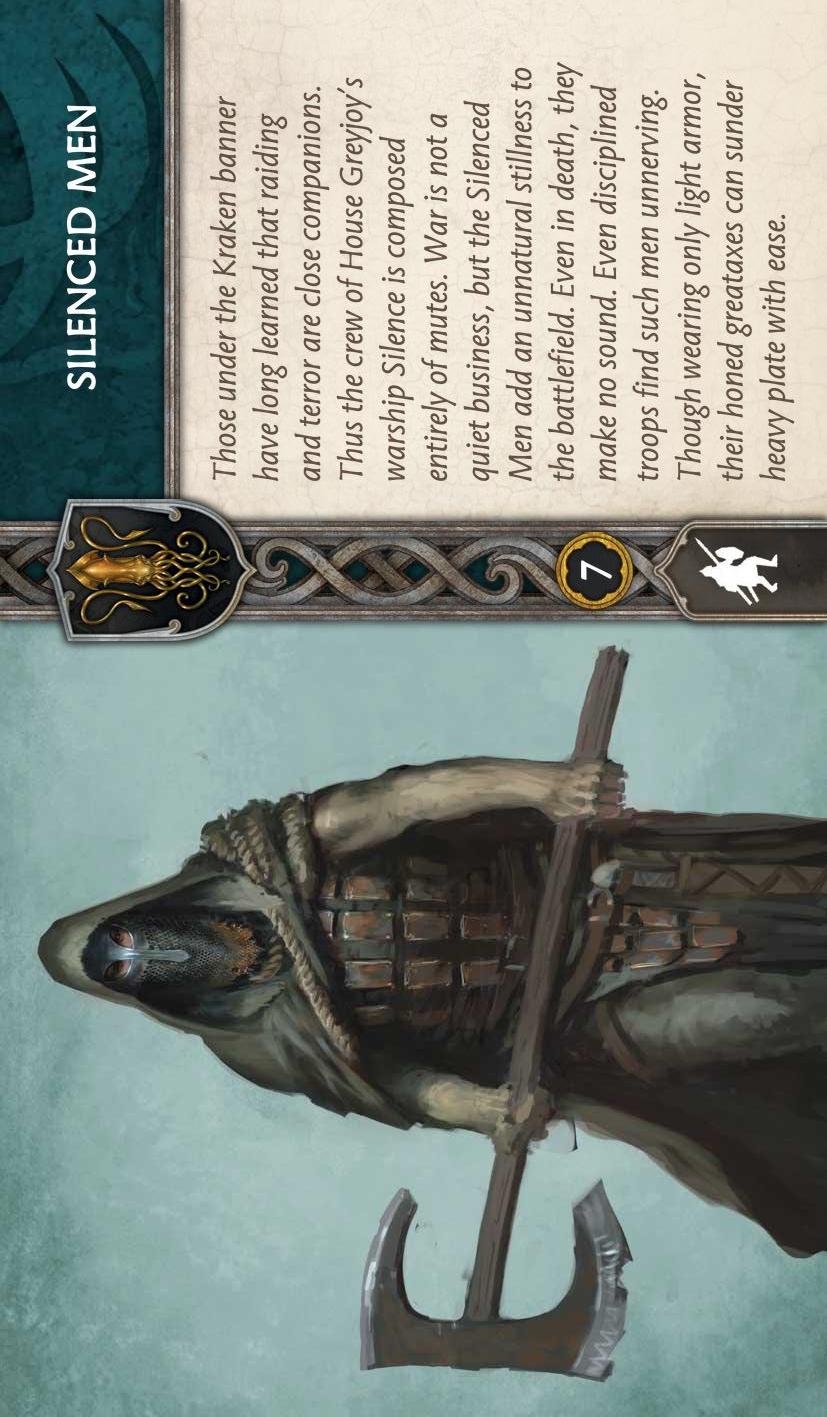 SILENCED MEN
Those under the Kraken banner
have long learned that raiding
and terror are close companions.
Thus the crew of House Greyjoy's
warship Silence is composed
entirely of mutes. War is not a
quiet business, but the Silenced
Men add an unnatural stillness to
the battlefield. Even in death, they
make no sound. Even disciplined
troops find such men unnerving.
Though wearing only light armor,
their honed greataxes can sunder
heavy plate with ease.
7